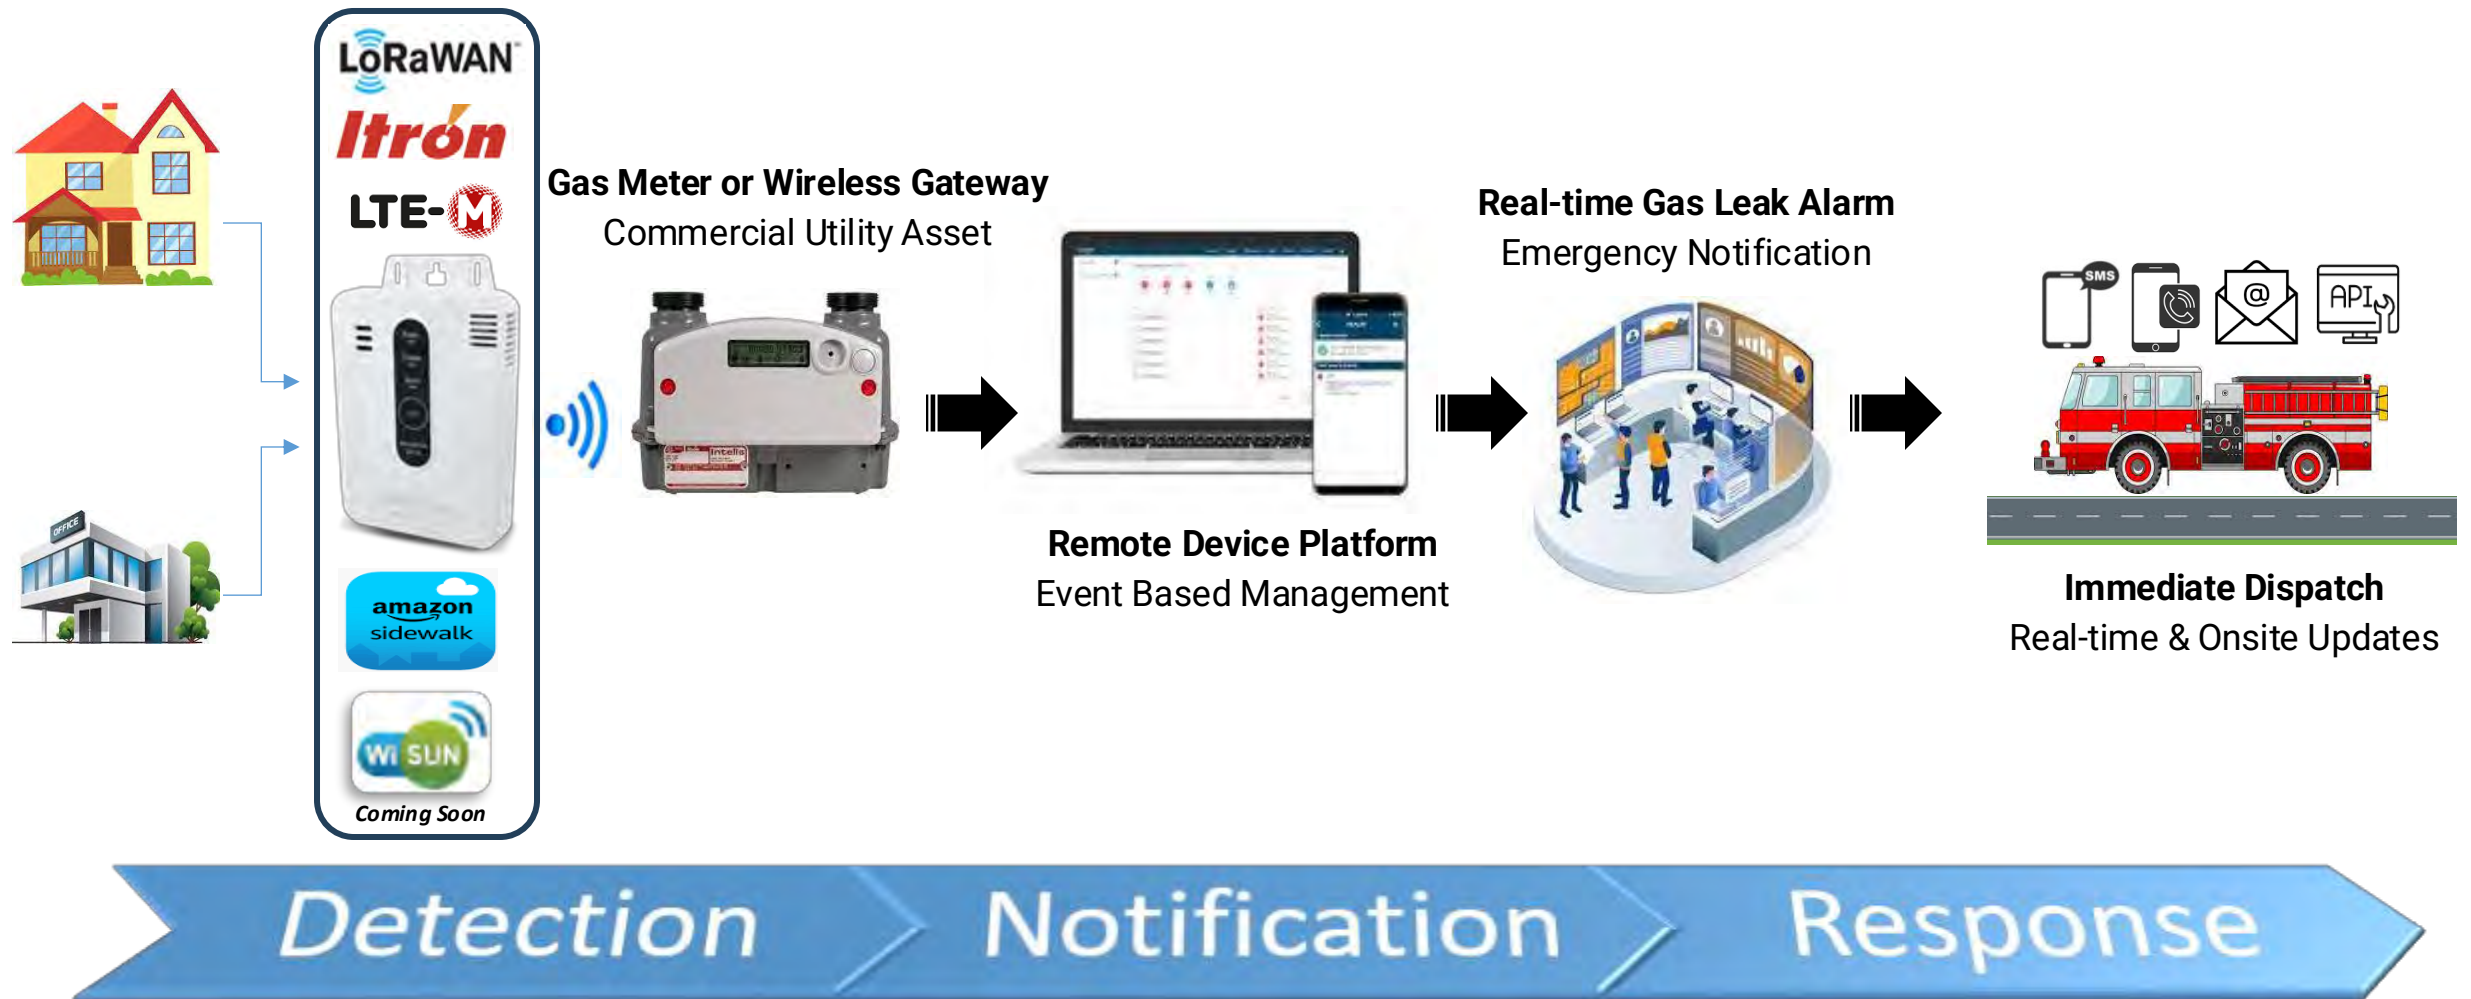 LoRaWAN™
Itron
LTE-M
OFFICE
amazon
sidewalk
Wi SUN
Coming Soon
Gas Meter or Wireless Gateway
Commercial Utility Asset
Intelis
Remote Device Platform
Event Based Management
Real-time Gas Leak Alarm
Emergency Notification
SMS
@
API
Immediate Dispatch
Real-time & Onsite Updates
Detection
Notification
Response